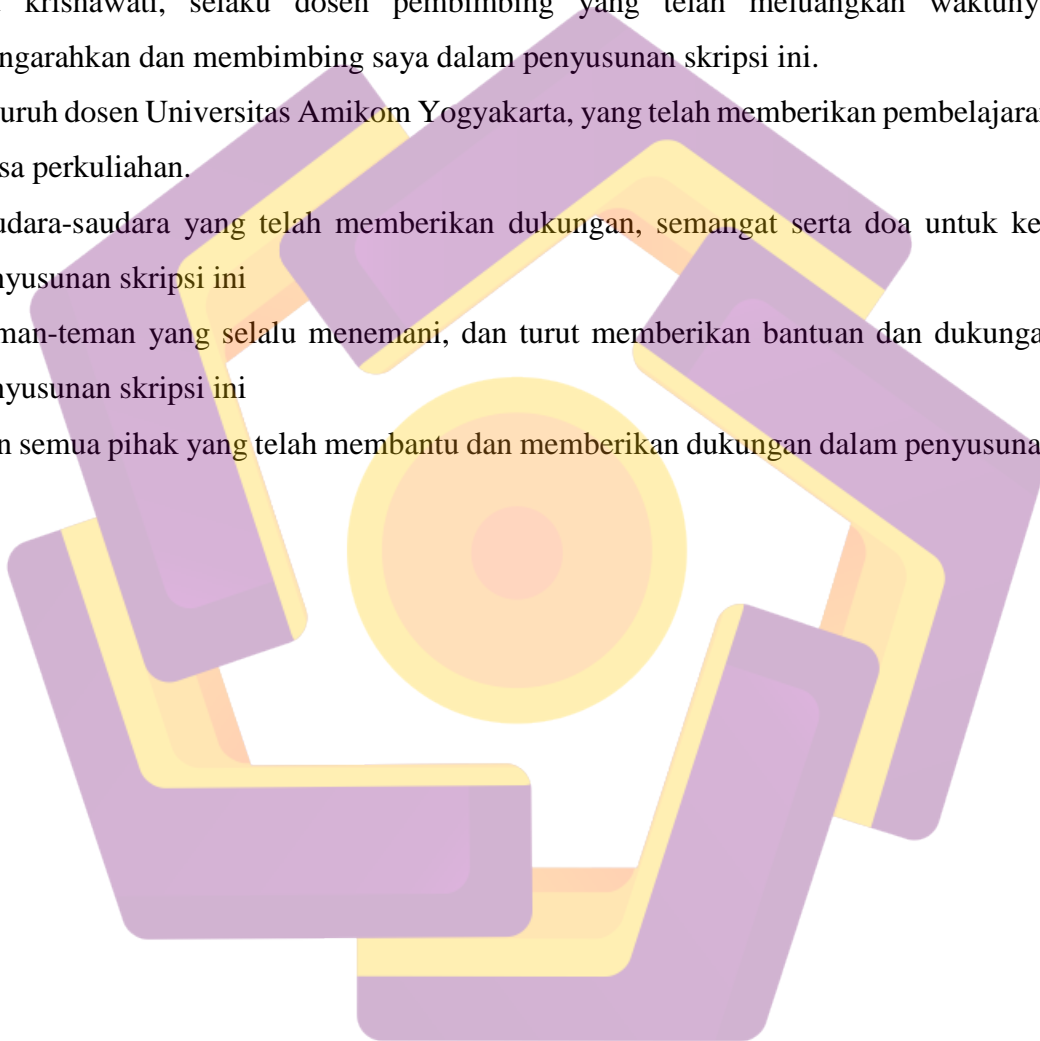 krisnawati, selaku dosen pembimbing yang telah meluangkan waktuny
ngarahkan dan membimbing saya dalam penyusunan skripsi ini.
uruh dosen Universitas Amikom Yogyakarta, yang telah memberikan pembelajara
sa perkuliahan.
udara-saudara yang telah memberikan dukungan, semangat serta doa untuk ke
nyusunan skripsi ini
man-teman yang selalu menemani, dan turut memberikan bantuan dan dukunga
nyusunan skripsi ini
n semua pihak yang telah membantu dan memberikan dukungan dalam penyusuna